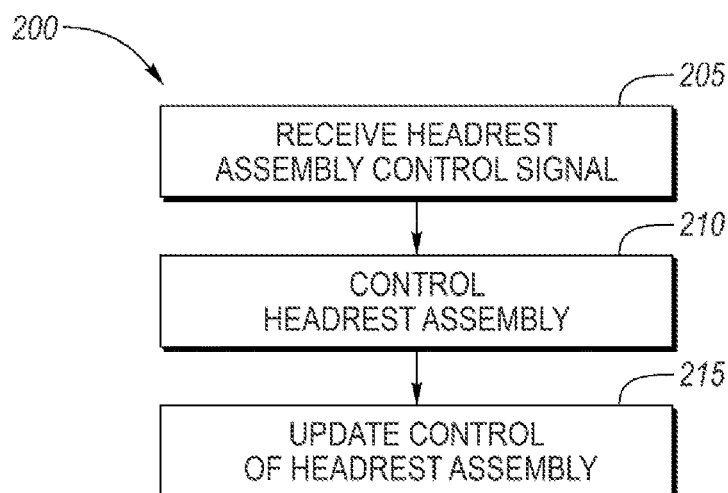 200
205
RECEIVE HEADREST
ASSEMBLY CONTROL SIGNAL
210
CONTROL
HEADREST ASSEMBLY
215
UPDATE CONTROL
OF HEADREST ASSEMBLY